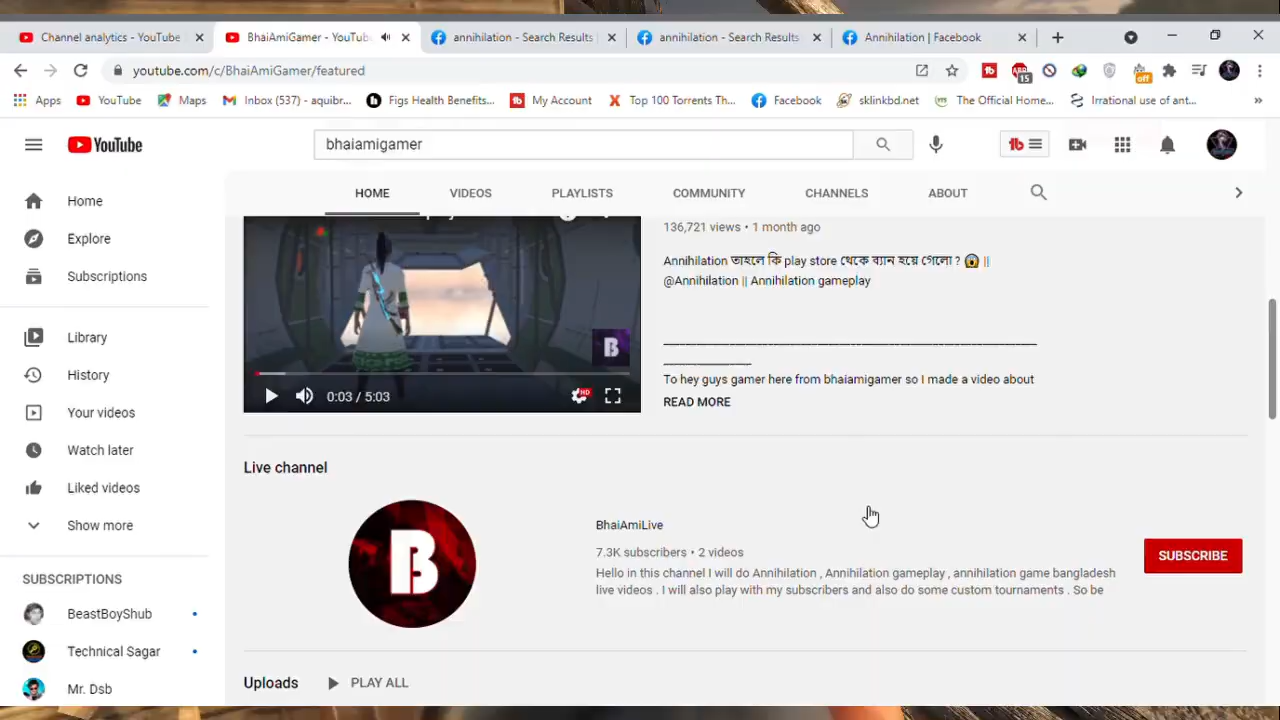 Channel analytics - YouTube
BhaiAmiGamer - YouTub
annihilation - Search Results
annihilation - Search Results
Annihilation | Facebook
youtube.com/c/BhaiAmiGamer/featured
15
off
Apps
YouTube
Maps
Inbox (537) - aquibr...
Figs Health Benefits...
My Account
Top 100 Torrents Th...
Facebook
sklinkbd.net
The Official Home...
Irrational use of ant...
YouTube
bhaiamigamer
HOME
VIDEOS
PLAYLISTS
COMMUNITY
CHANNELS
ABOUT
Home
Explore
Subscriptions
Library
History
Your videos
Watch later
Liked videos
Show more
SUBSCRIPTIONS
BeastBoyShub
Technical Sagar
Mr. Dsb
B
0:03 / 5:03
HD
136,721 views • 1 month ago
Annihilation তাহলে কি play store থেকে ব্যান হয়ে গেলো ? 😱 ||
@Annihilation || Annihilation gameplay
To hey guys gamer here from bhaiamigamer so I made a video about
READ MORE
Live channel
B
BhaiAmiLive
7.3K subscribers • 2 videos
Hello in this channel I will do Annihilation , Annihilation gameplay , annihilation game bangladesh
live videos . I will also play with my subscribers and also do some custom tournaments . So be
SUBSCRIBE
Uploads
PLAY ALL